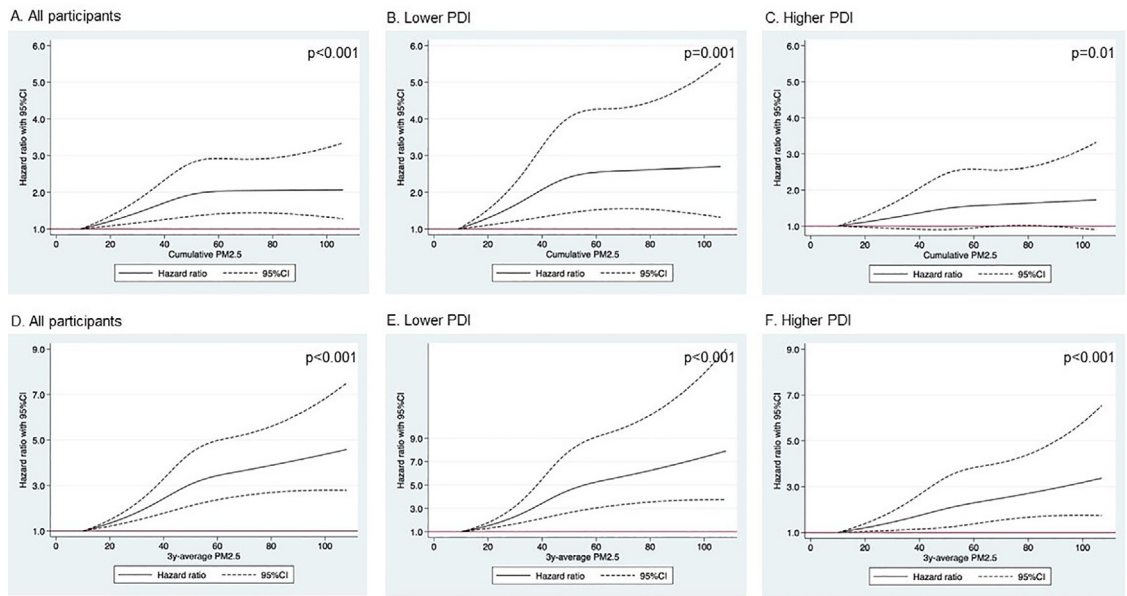 A. All participants
p<0.001
Hazard ratio with 95%CI
6.0
5.0
4.0
3.0
2.0
1.0
0 20 40 60 80 100
Cumulative PM2.5
Hazard ratio 95%CI
B. Lower PDI
p=0.001
Hazard ratio with 95%CI
6.0
5.0
4.0
3.0
2.0
1.0
0 20 40 60 80 100
Cumulative PM2.5
Hazard ratio 95%CI
C. Higher PDI
p=0.01
Hazard ratio with 95%CI
6.0
5.0
4.0
3.0
2.0
1.0
0 20 40 60 80 100
Cumulative PM2.5
Hazard ratio 95%CI
D. All participants
p<0.001
Hazard ratio with 95%CI
9.0
7.0
5.0
3.0
1.0
0 20 40 60 80 100
3y-average PM2.5
Hazard ratio 95%CI
E. Lower PDI
p<0.001
Hazard ratio with 95%CI
9.0
7.0
5.0
3.0
1.0
0 20 40 60 80 100
3y-average PM2.5
Hazard ratio 95%CI
F. Higher PDI
p<0.001
Hazard ratio with 95%CI
9.0
7.0
5.0
3.0
1.0
0 20 40 60 80 100
3y-average PM2.5
Hazard ratio 95%CI